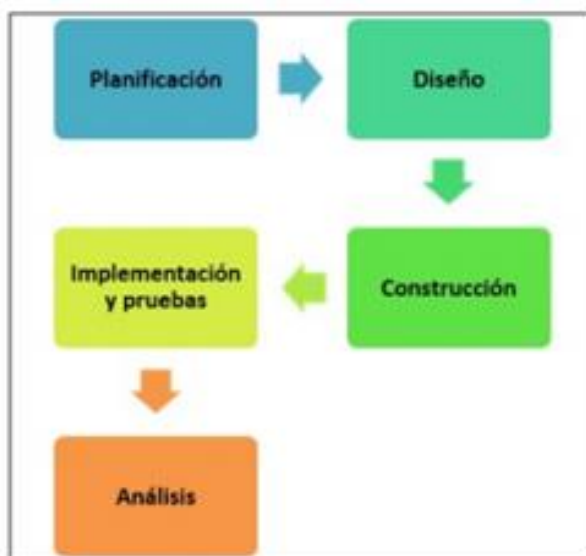 Planificación
Diseño
Construcción
Implementación
y pruebas
Análisis